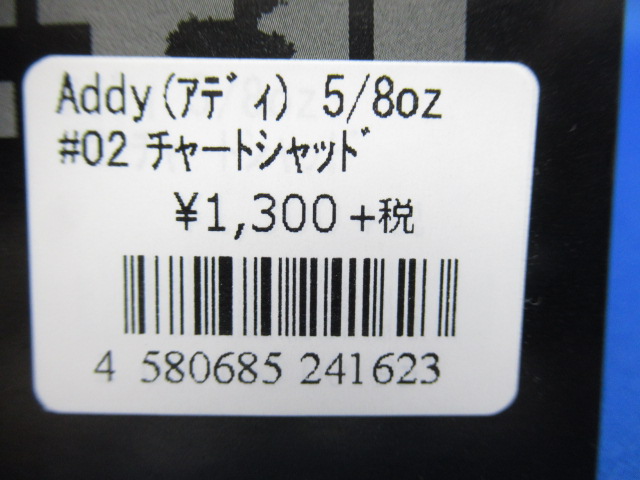 Addy(ｱﾃﾞｨ) 5/8oz
#02 ﾁｬｰﾄｼｬｯﾄﾞ
¥1,300+税
4 580685 241623